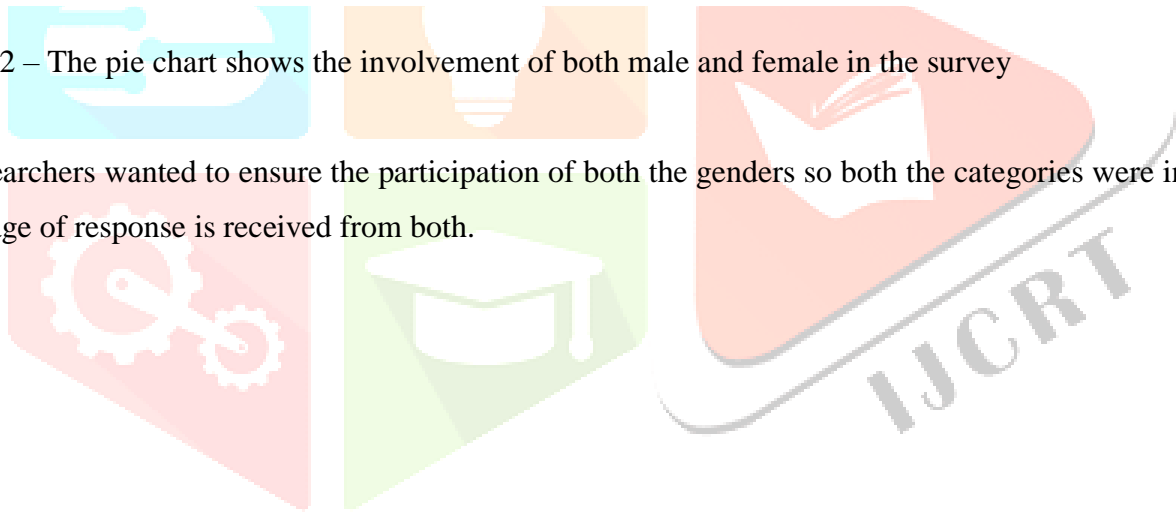 2 – The pie chart shows the involvement of both male and female in the survey
earchers wanted to ensure the participation of both the genders so both the categories were in
ge of response is received from both.
IJCRT